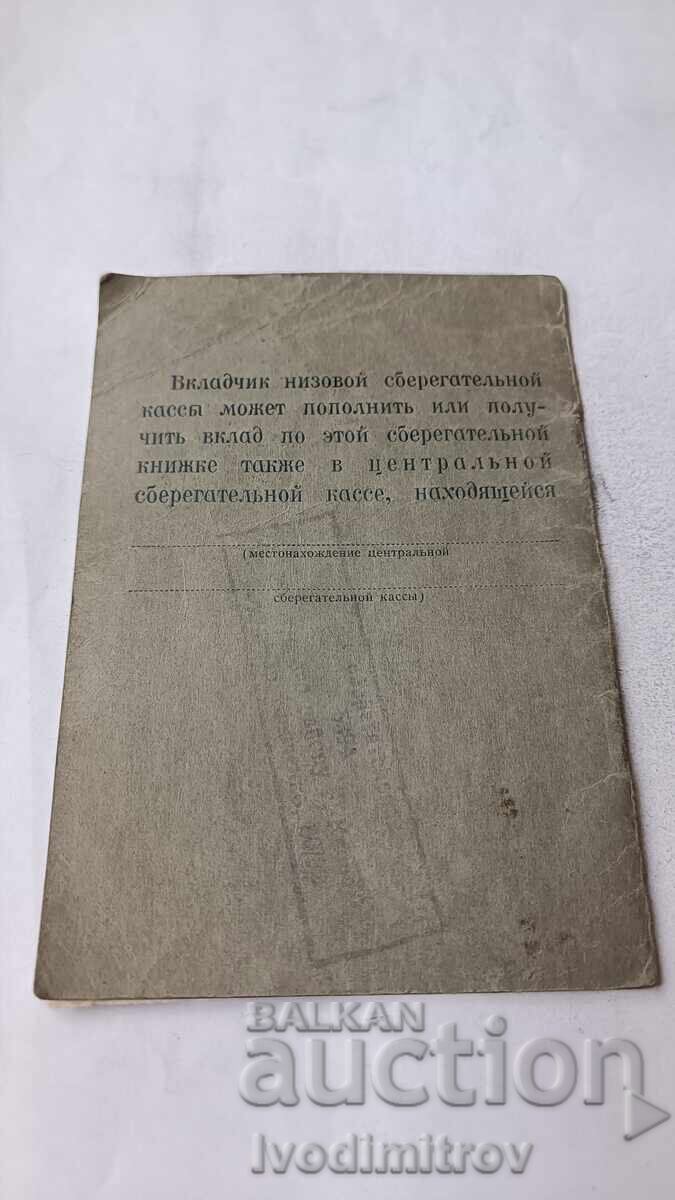 Вкладчик низовой сберегательной
кассы может пополнить или полу-
чить вклад по этой сберегательной
книжке также в центральной
сберегательной кассе, находящейся
(местонахождение центральной
сберегательной кассы)
BALKAN
auction
Ivodimitrov